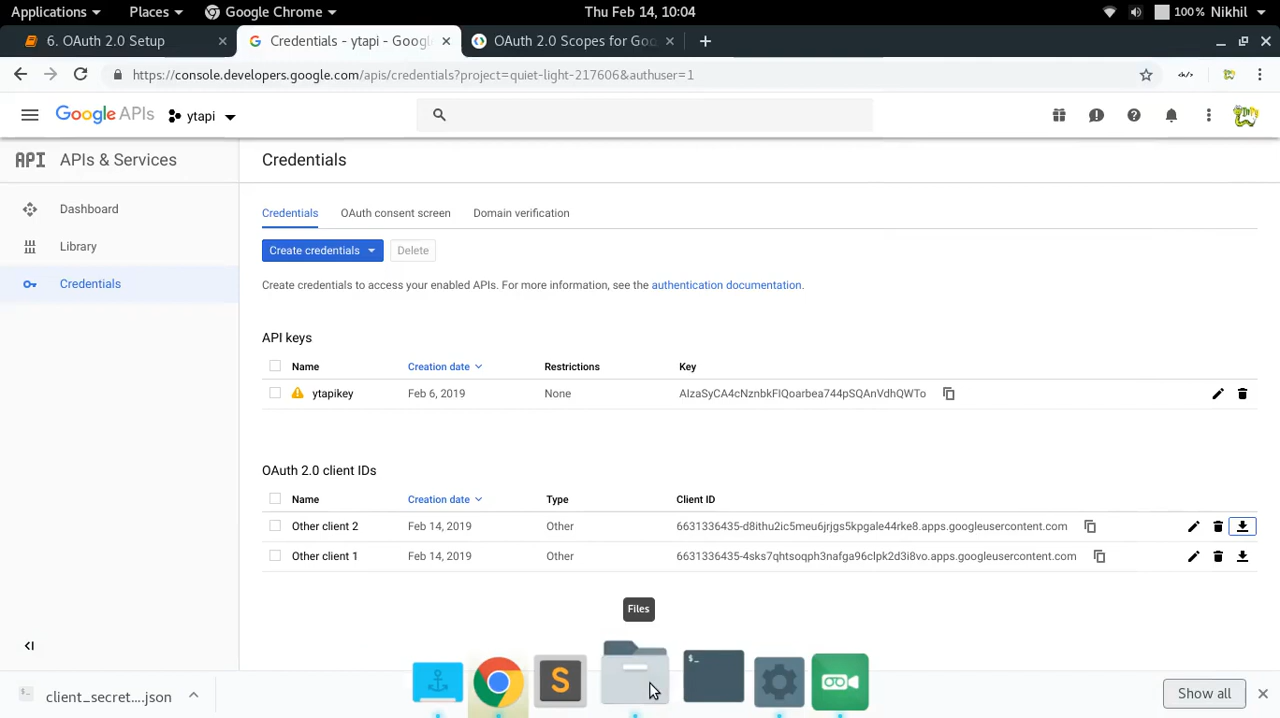 Applications Places Google Chrome Thu Feb 14, 10:04 100% Nikhil
6. OAuth 2.0 Setup Credentials - ytapi - Googl OAuth 2.0 Scopes for Goo
https://console.developers.google.com/apis/credentials?project=quiet-light-217606&authuser=1
Google APIs ytapi
API APIs & Services Credentials
Dashboard
Library
Credentials
Credentials OAuth consent screen Domain verification
Create credentials Delete
Create credentials to access your enabled APIs. For more information, see the authentication documentation.
API keys
Name Creation date Restrictions Key
ytapikey Feb 6, 2019 None AIzaSyCA4cNznbkFIQoarbea744pSQAnVdhQWTo
OAuth 2.0 client IDs
Name Creation date Type Client ID
Other client 2 Feb 14, 2019 Other 6631336435-d8ithu2ic5meu6jrjgs5kpgale44rke8.apps.googleusercontent.com
Other client 1 Feb 14, 2019 Other 6631336435-4sks7qhtsoqph3nafga96clpk2d3i8vo.apps.googleusercontent.com
Files
client_secret....json Show all